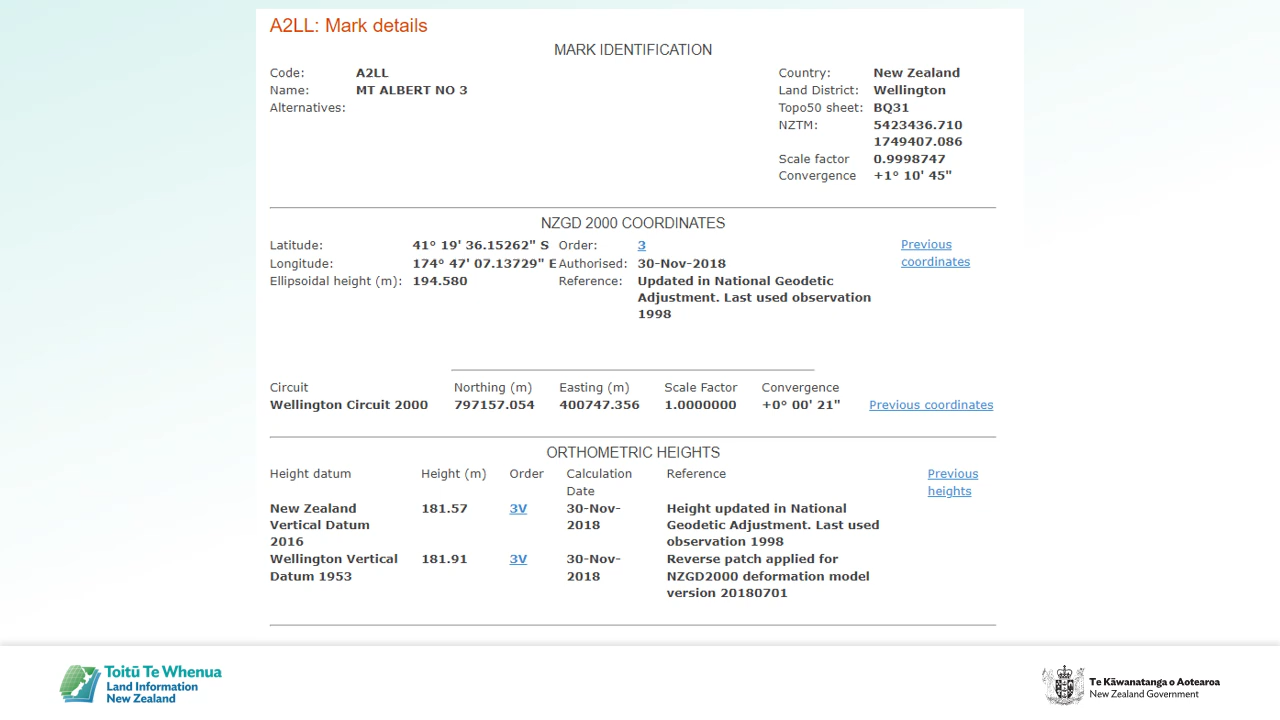 A2LL: Mark details
MARK IDENTIFICATION
Code: A2LL
Name: MT ALBERT NO 3
Alternatives:
Country: New Zealand
Land District: Wellington
Topo50 sheet: BQ31
NZTM: 5423436.710
1749407.086
Scale factor 0.9998747
Convergence +1° 10' 45"
NZGD 2000 COORDINATES
Latitude: 41° 19' 36.15262" S
Longitude: 174° 47' 07.13729" E
Ellipsoidal height (m): 194.580
Order: 3
Authorised: 30-Nov-2018
Reference: Updated in National Geodetic
Adjustment. Last used observation
1998
Previous
coordinates
Circuit Northing (m) Easting (m) Scale Factor Convergence
Wellington Circuit 2000 797157.054 400747.356 1.0000000 +0° 00' 21" Previous coordinates
ORTHOMETRIC HEIGHTS
Height datum Height (m) Order Calculation Reference Previous
Date heights
New Zealand 181.57 3V 30-Nov- Height updated in National
Vertical Datum 2018 Geodetic Adjustment. Last used
2016 observation 1998
Wellington Vertical 181.91 3V 30-Nov- Reverse patch applied for
Datum 1953 2018 NZGD2000 deformation model
version 20180701
Toitū Te Whenua
Land Information
New Zealand
Te Kāwanatanga o Aotearoa
New Zealand Government